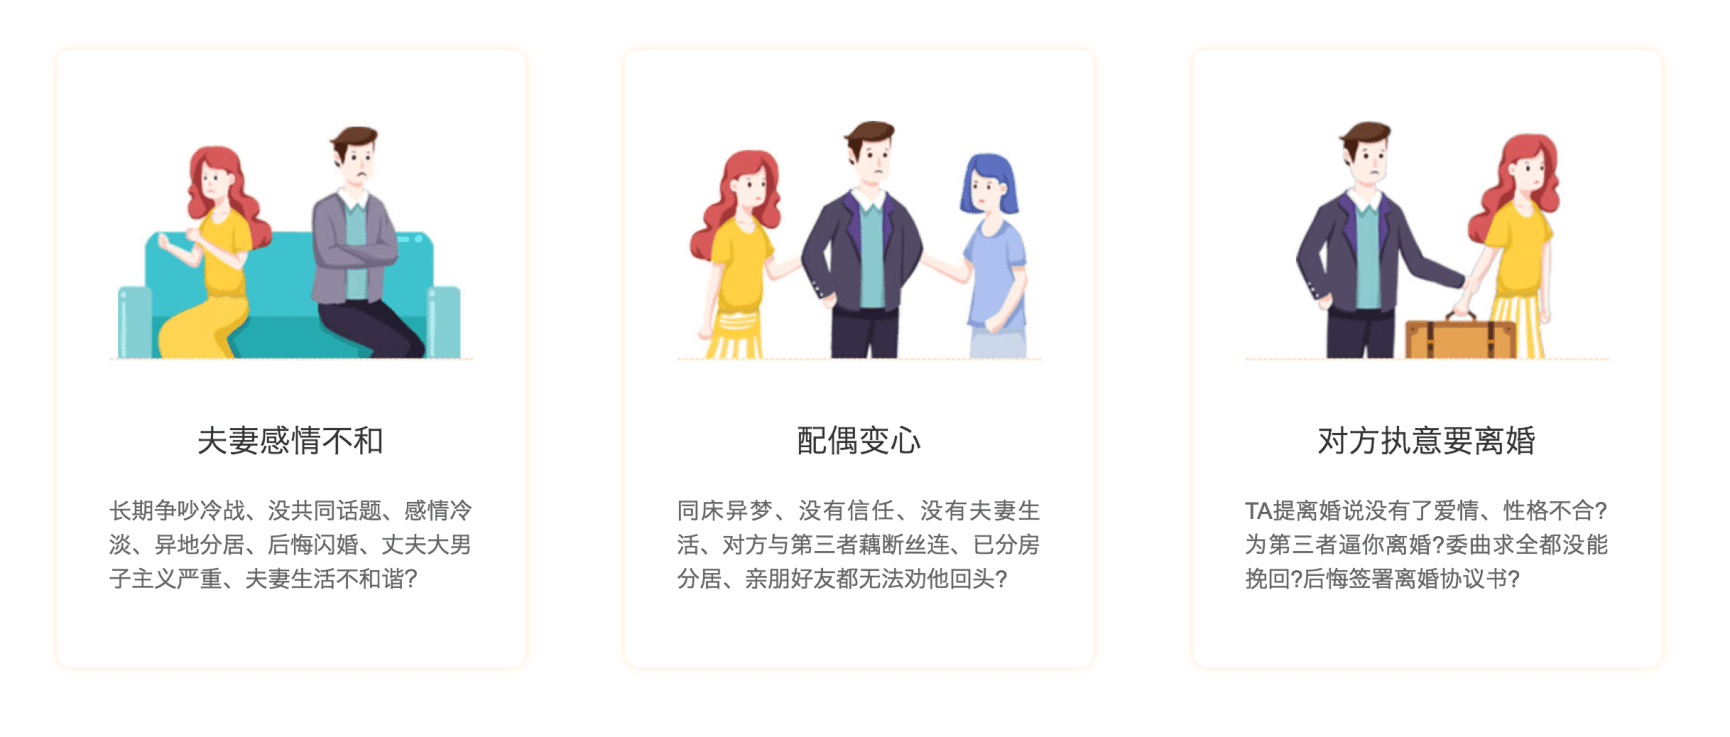 夫妻感情不和
长期争吵冷战、没共同话题、感情冷
淡、异地分居、后悔闪婚、丈夫大男
子主义严重、夫妻生活不和谐?
配偶变心
同床异梦、没有信任、没有夫妻生
活、对方与第三者藕断丝连、已分房
分居、亲朋好友都无法劝他回头?
对方执意要离婚
TA提离婚说没有了爱情、性格不合?
为第三者逼你离婚?委曲求全都没能
挽回?后悔签署离婚协议书?